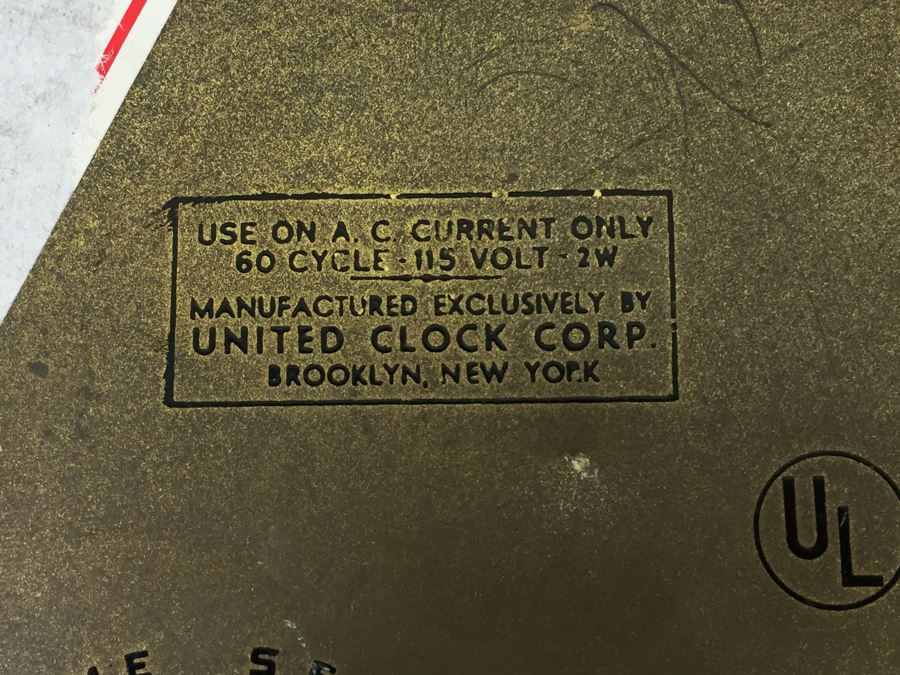 USE ON A. C. CURRENT ONLY
60 CYCLE - 115 VOLT - 2W
MANUFACTURED EXCLUSIVELY BY
UNITED CLOCK CORP.
BROOKLYN, NEW YORK
UL